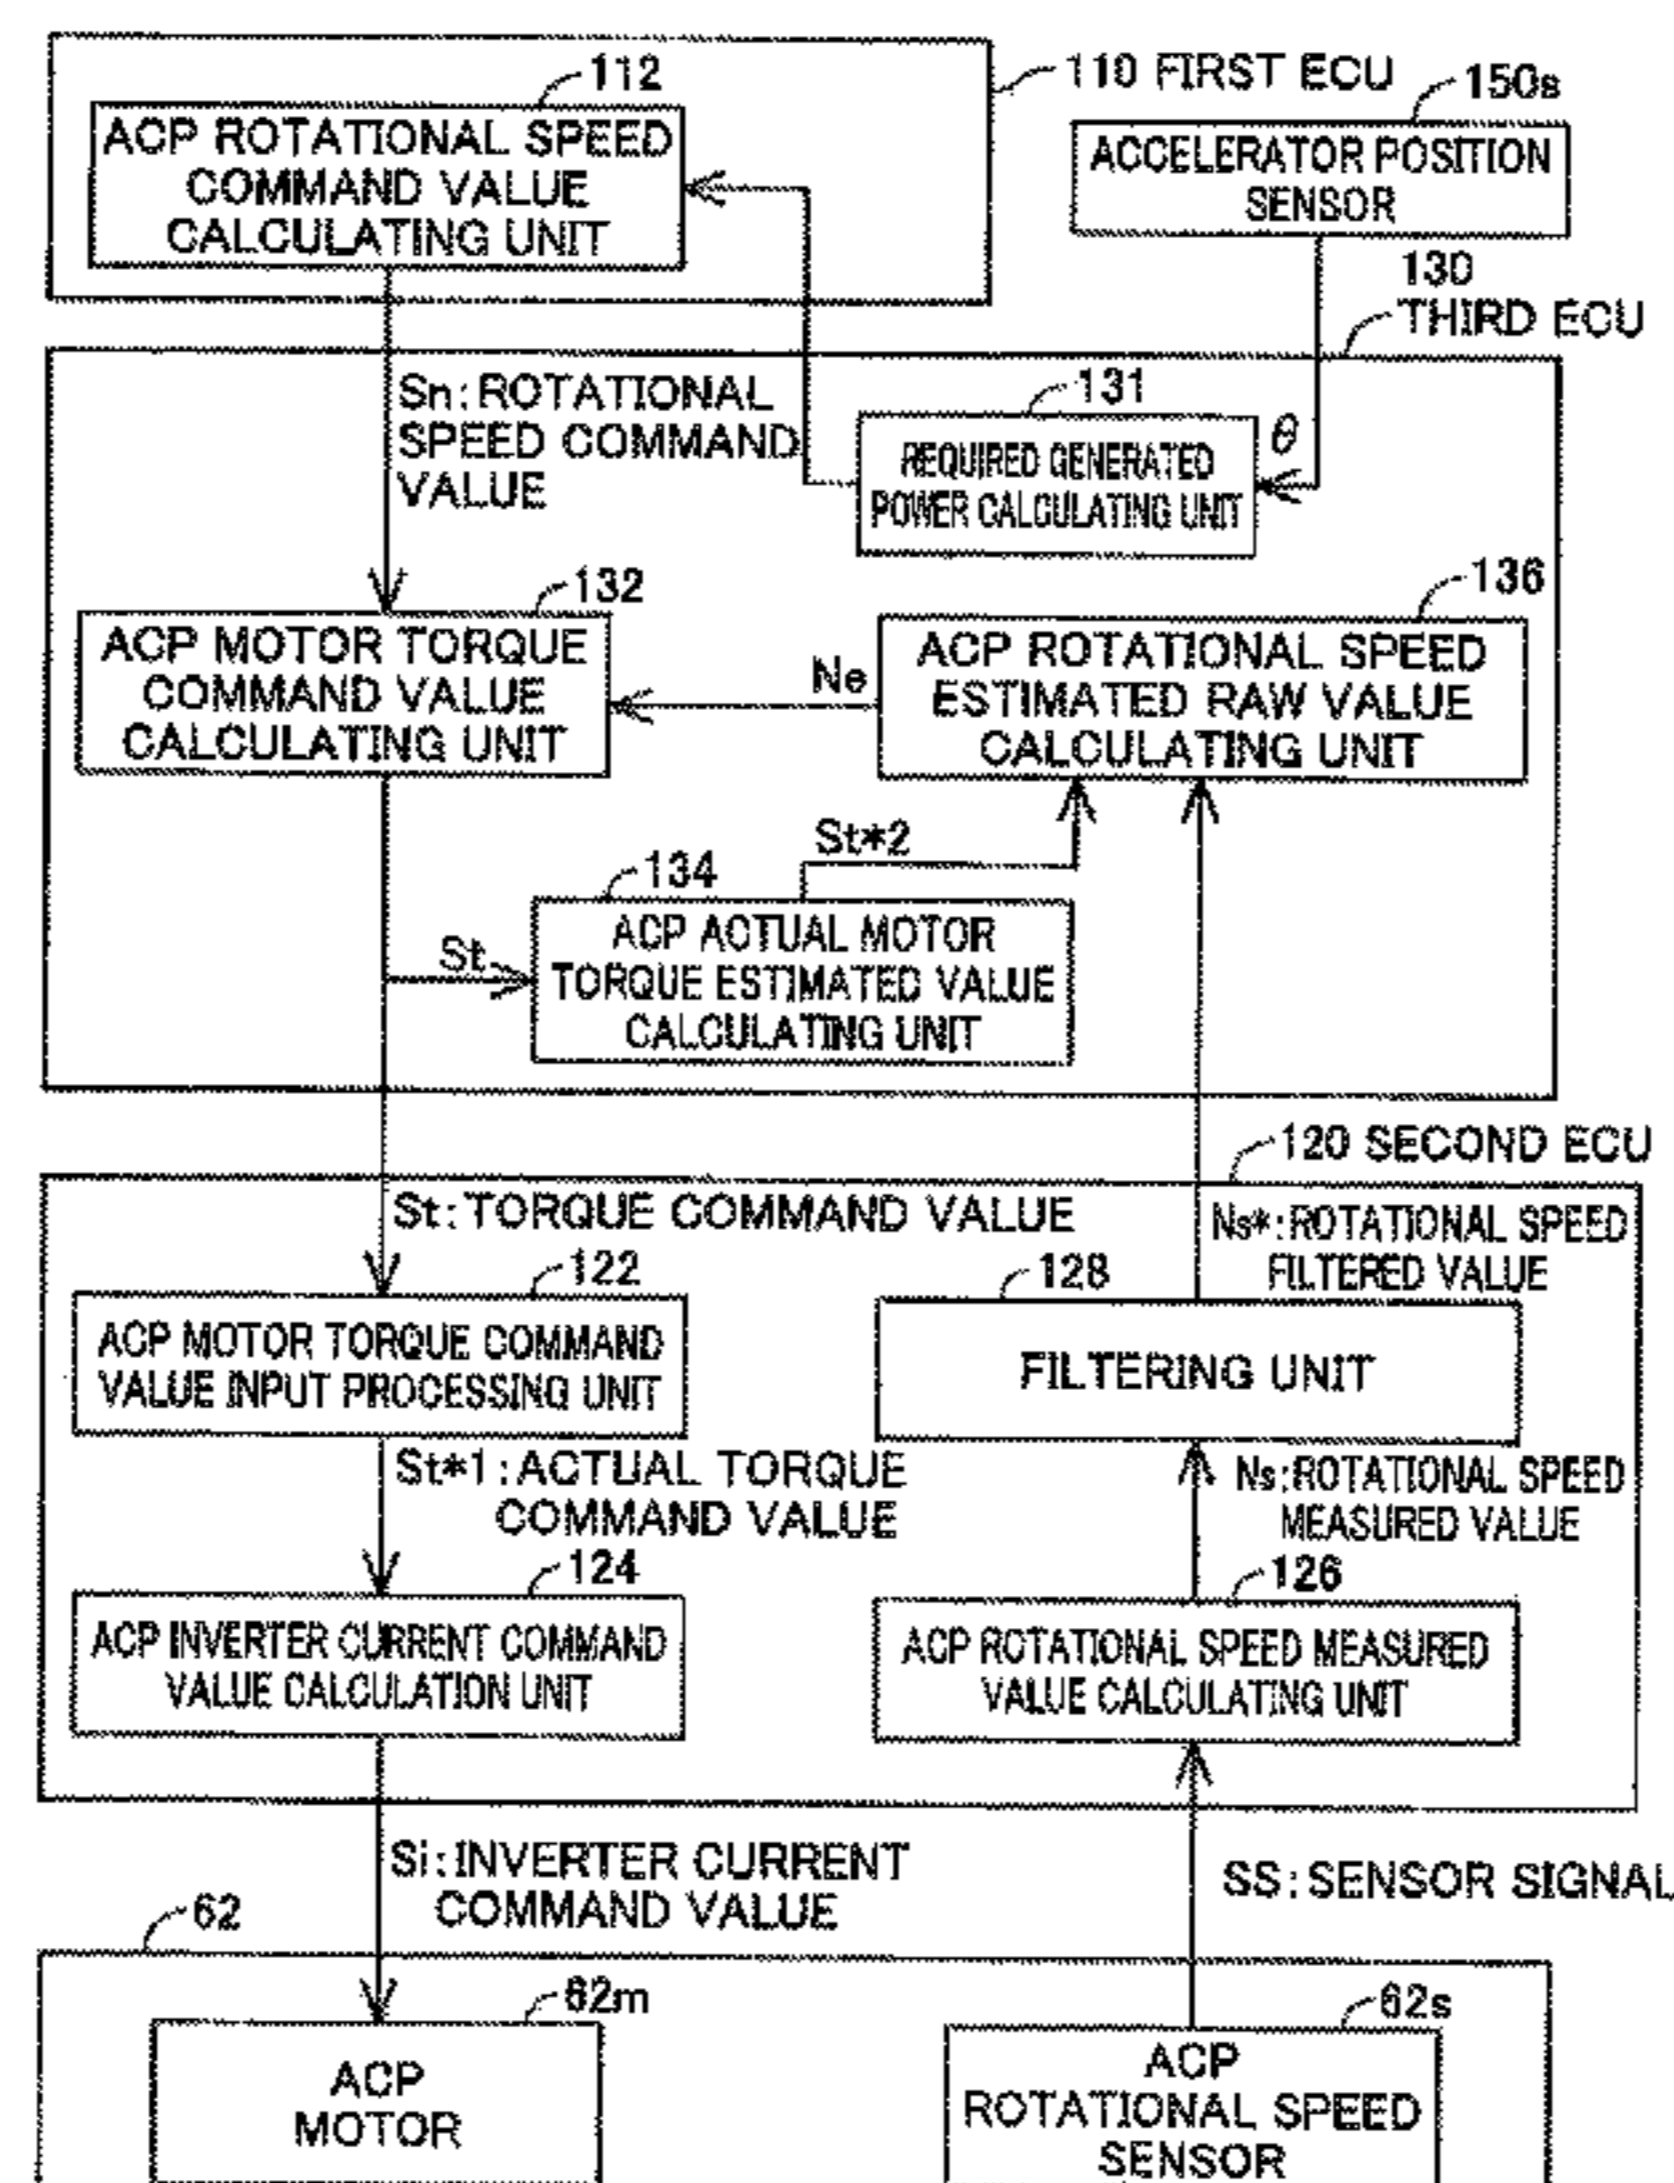 112
110 FIRST ECU
150s
ACP ROTATIONAL SPEED
COMMAND VALUE
CALCULATING UNIT
ACCELERATOR POSITION
SENSOR
130
THIRD ECU
Sn:ROTATIONAL
SPEED COMMAND
VALUE
131
REQUIRED GENERATED
POWER CALCULATING UNIT
θ
132
136
ACP MOTOR TORQUE
COMMAND VALUE
CALCULATING UNIT
Ne
ACP ROTATIONAL SPEED
ESTIMATED RAW VALUE
CALCULATING UNIT
St*2
134
St
ACP ACTUAL MOTOR
TORQUE ESTIMATED VALUE
CALCULATING UNIT
120 SECOND ECU
St:TORQUE COMMAND VALUE
Ns*:ROTATIONAL SPEED
FILTERED VALUE
122
128
ACP MOTOR TORQUE COMMAND
VALUE INPUT PROCESSING UNIT
FILTERING UNIT
St*1:ACTUAL TORQUE
COMMAND VALUE
Ns:ROTATIONAL SPEED
MEASURED VALUE
124
126
ACP INVERTER CURRENT COMMAND
VALUE CALCULATION UNIT
ACP ROTATIONAL SPEED MEASURED
VALUE CALCULATING UNIT
Si:INVERTER CURRENT
COMMAND VALUE
SS:SENSOR SIGNAL
62
62m
62s
ACP
MOTOR
ACP
ROTATIONAL SPEED
SENSOR